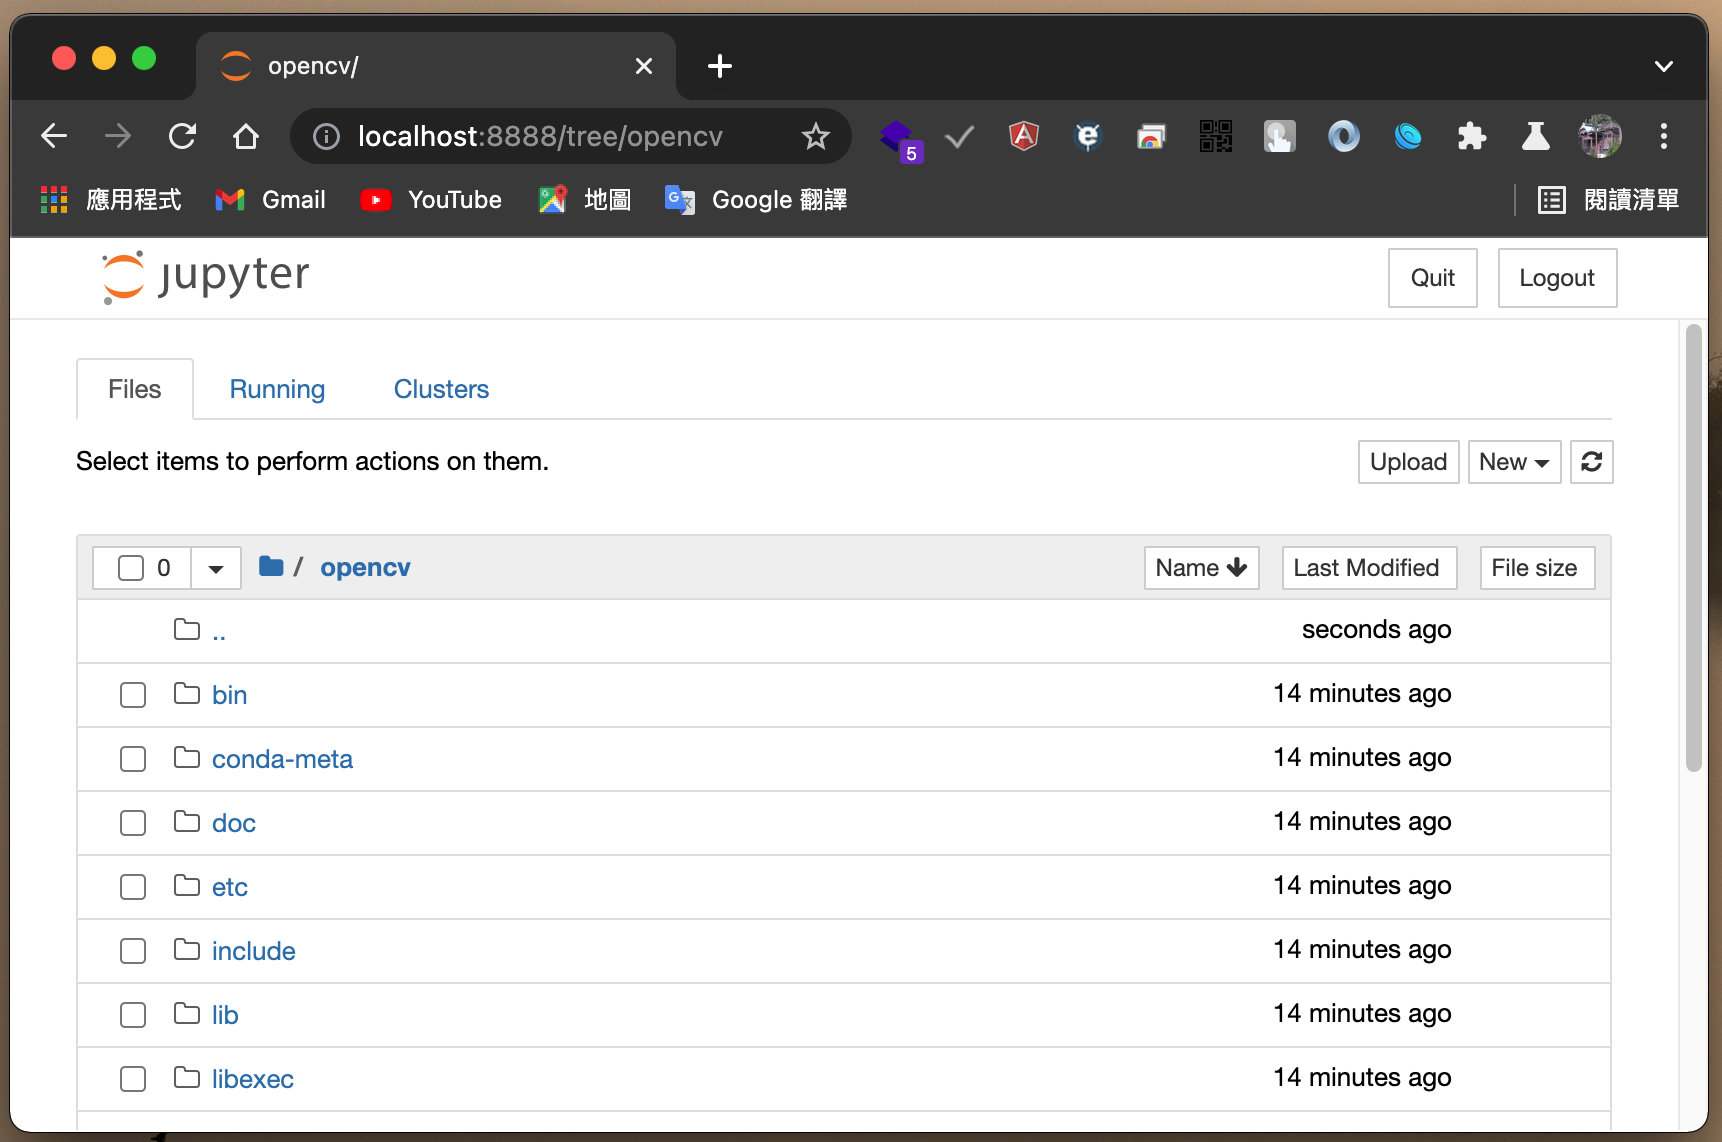 opencv/
localhost:8888/tree/opencv
5
應用程式 Gmail YouTube 地圖 Google 翻譯 閱讀清單
jupyter Quit Logout
Files Running Clusters
Select items to perform actions on them. Upload New
0 / opencv Name Last Modified File size
.. seconds ago
bin 14 minutes ago
conda-meta 14 minutes ago
doc 14 minutes ago
etc 14 minutes ago
include 14 minutes ago
lib 14 minutes ago
libexec 14 minutes ago